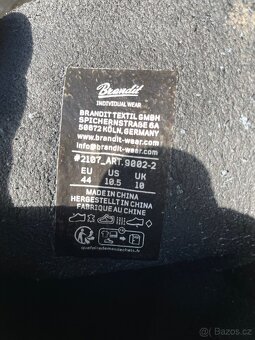 Brandit
INDIVIDUAL WEAR
BRANDIT TEXTIL GMBH
SPICHERNSTRAßE 6A
50672 KÖLN, GERMANY
www.brandit-wear.com
info@brandit-wear.com
#2107_ART.9002-2
EU US UK
44 10.5 10
MADE IN CHINA
HERGESTELLT IN CHINA
FABRIQUÉ AU CHINE
quefairedemesdechets.fr
bazos.cz